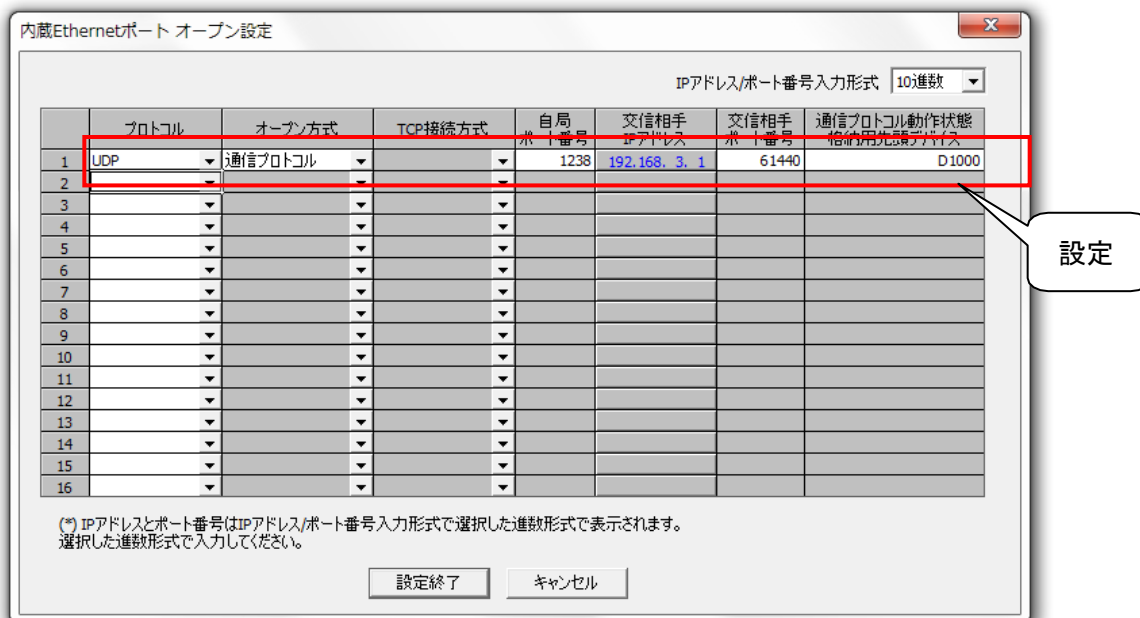 内蔵Ethernetポート オープン設定
IPアドレス/ポート番号入力形式 10進数
プロトコル オープン方式 TCP接続方式 自局 交信相手 交信相手 通信プロトコル動作状態
ポート番号 IPアドレス ポート番号 格納用先頭デバイス
1 UDP 通信プロトコル 1238 192.168. 3. 1 61440 D1000
2
3
4
5
設定
6
7
8
9
10
11
12
13
14
15
16
(*) IPアドレスとポート番号はIPアドレス/ポート番号入力形式で選択した進数形式で表示されます。
選択した進数形式で入力してください。
設定終了 キャンセル